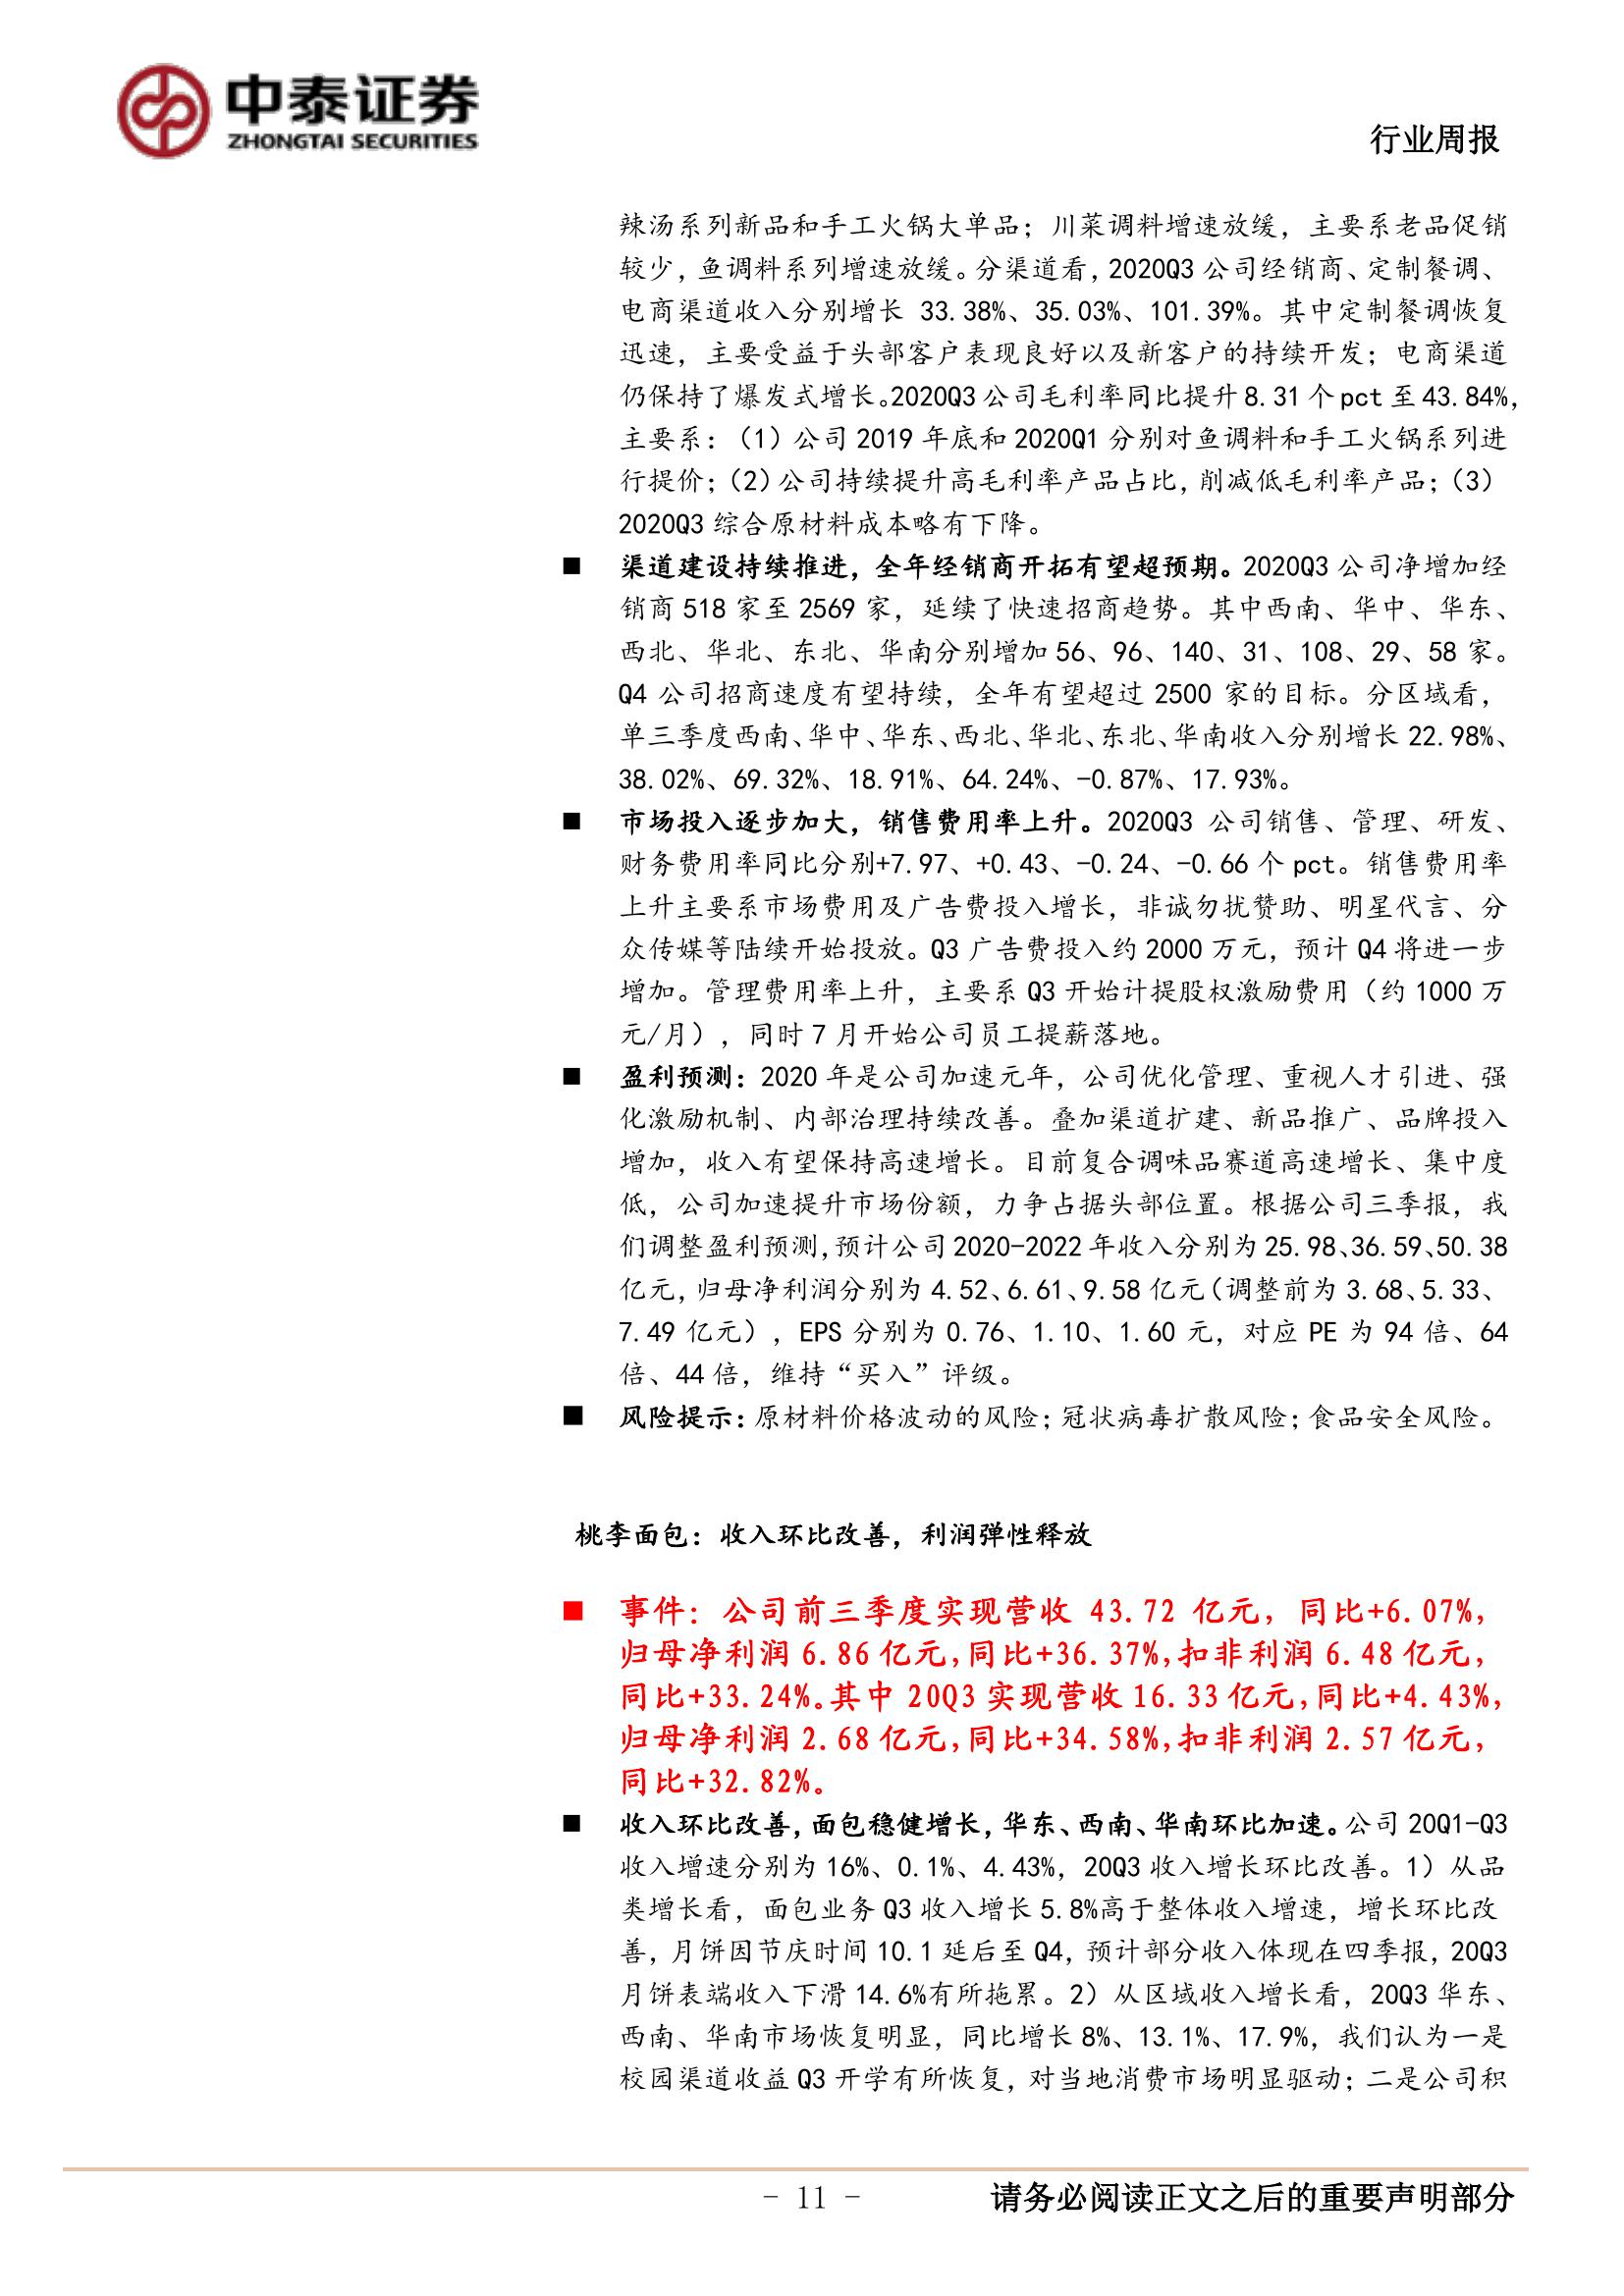 中泰证券
ZHONGTAI SECURITIES
行业周报
辣汤系列新品和手工火锅大单品；川菜调料增速放缓，主要系老品促销
较少，鱼调料系列增速放缓。分渠道看，2020Q3 公司经销商、定制餐调、
电商渠道收入分别增长 33.38%、35.03%、101.39%。其中定制餐调恢复
迅速，主要受益于头部客户表现良好以及新客户的持续开发；电商渠道
仍保持了爆发式增长。2020Q3 公司毛利率同比提升 8.31 个 pct 至 43.84%，
主要系：（1）公司 2019 年底和 2020Q1 分别对鱼调料和手工火锅系列进
行提价；（2）公司持续提升高毛利率产品占比，削减低毛利率产品；（3）
2020Q3 综合原材料成本略有下降。
■ 渠道建设持续推进，全年经销商开拓有望超预期。2020Q3 公司净增加经
销商 518 家至 2569 家，延续了快速招商趋势。其中西南、华中、华东、
西北、华北、东北、华南分别增加 56、96、140、31、108、29、58 家。
Q4 公司招商速度有望持续，全年有望超过 2500 家的目标。分区域看，
单三季度西南、华中、华东、西北、华北、东北、华南收入分别增长 22.98%、
38.02%、69.32%、18.91%、64.24%、-0.87%、17.93%。
■ 市场投入逐步加大，销售费用率上升。2020Q3 公司销售、管理、研发、
财务费用率同比分别+7.97、+0.43、-0.24、-0.66 个 pct。销售费用率
上升主要系市场费用及广告费投入增长，非诚勿扰赞助、明星代言、分
众传媒等陆续开始投放。Q3 广告费投入约 2000 万元，预计 Q4 将进一步
增加。管理费用率上升，主要系 Q3 开始计提股权激励费用（约 1000 万
元/月），同时 7 月开始公司员工提薪落地。
■ 盈利预测：2020 年是公司加速元年，公司优化管理、重视人才引进、强
化激励机制、内部治理持续改善。叠加渠道扩建、新品推广、品牌投入
增加，收入有望保持高速增长。目前复合调味品赛道高速增长、集中度
低，公司加速提升市场份额，力争占据头部位置。根据公司三季报，我
们调整盈利预测，预计公司 2020-2022 年收入分别为 25.98、36.59、50.38
亿元，归母净利润分别为 4.52、6.61、9.58 亿元（调整前为 3.68、5.33、
7.49 亿元），EPS 分别为 0.76、1.10、1.60 元，对应 PE 为 94 倍、64
倍、44 倍，维持“买入”评级。
■ 风险提示：原材料价格波动的风险；冠状病毒扩散风险；食品安全风险。
桃李面包：收入环比改善，利润弹性释放
■ 事件：公司前三季度实现营收 43.72 亿元，同比+6.07%，
归母净利润 6.86 亿元，同比+36.37%，扣非利润 6.48 亿元，
同比+33.24%。其中 20Q3 实现营收 16.33 亿元，同比+4.43%，
归母净利润 2.68 亿元，同比+34.58%，扣非利润 2.57 亿元，
同比+32.82%。
■ 收入环比改善，面包稳健增长，华东、西南、华南环比加速。公司 20Q1-Q3
收入增速分别为 16%、0.1%、4.43%，20Q3 收入增长环比改善。1）从品
类增长看，面包业务 Q3 收入增长 5.8%高于整体收入增速，增长环比改
善，月饼因节庆时间 10.1 延后至 Q4，预计部分收入体现在四季报，20Q3
月饼表端收入下滑 14.6%有所拖累。2）从区域收入增长看，20Q3 华东、
西南、华南市场恢复明显，同比增长 8%、13.1%、17.9%，我们认为一是
校园渠道收益 Q3 开学有所恢复，对当地消费市场明显驱动；二是公司积
- 11 -
请务必阅读正文之后的重要声明部分